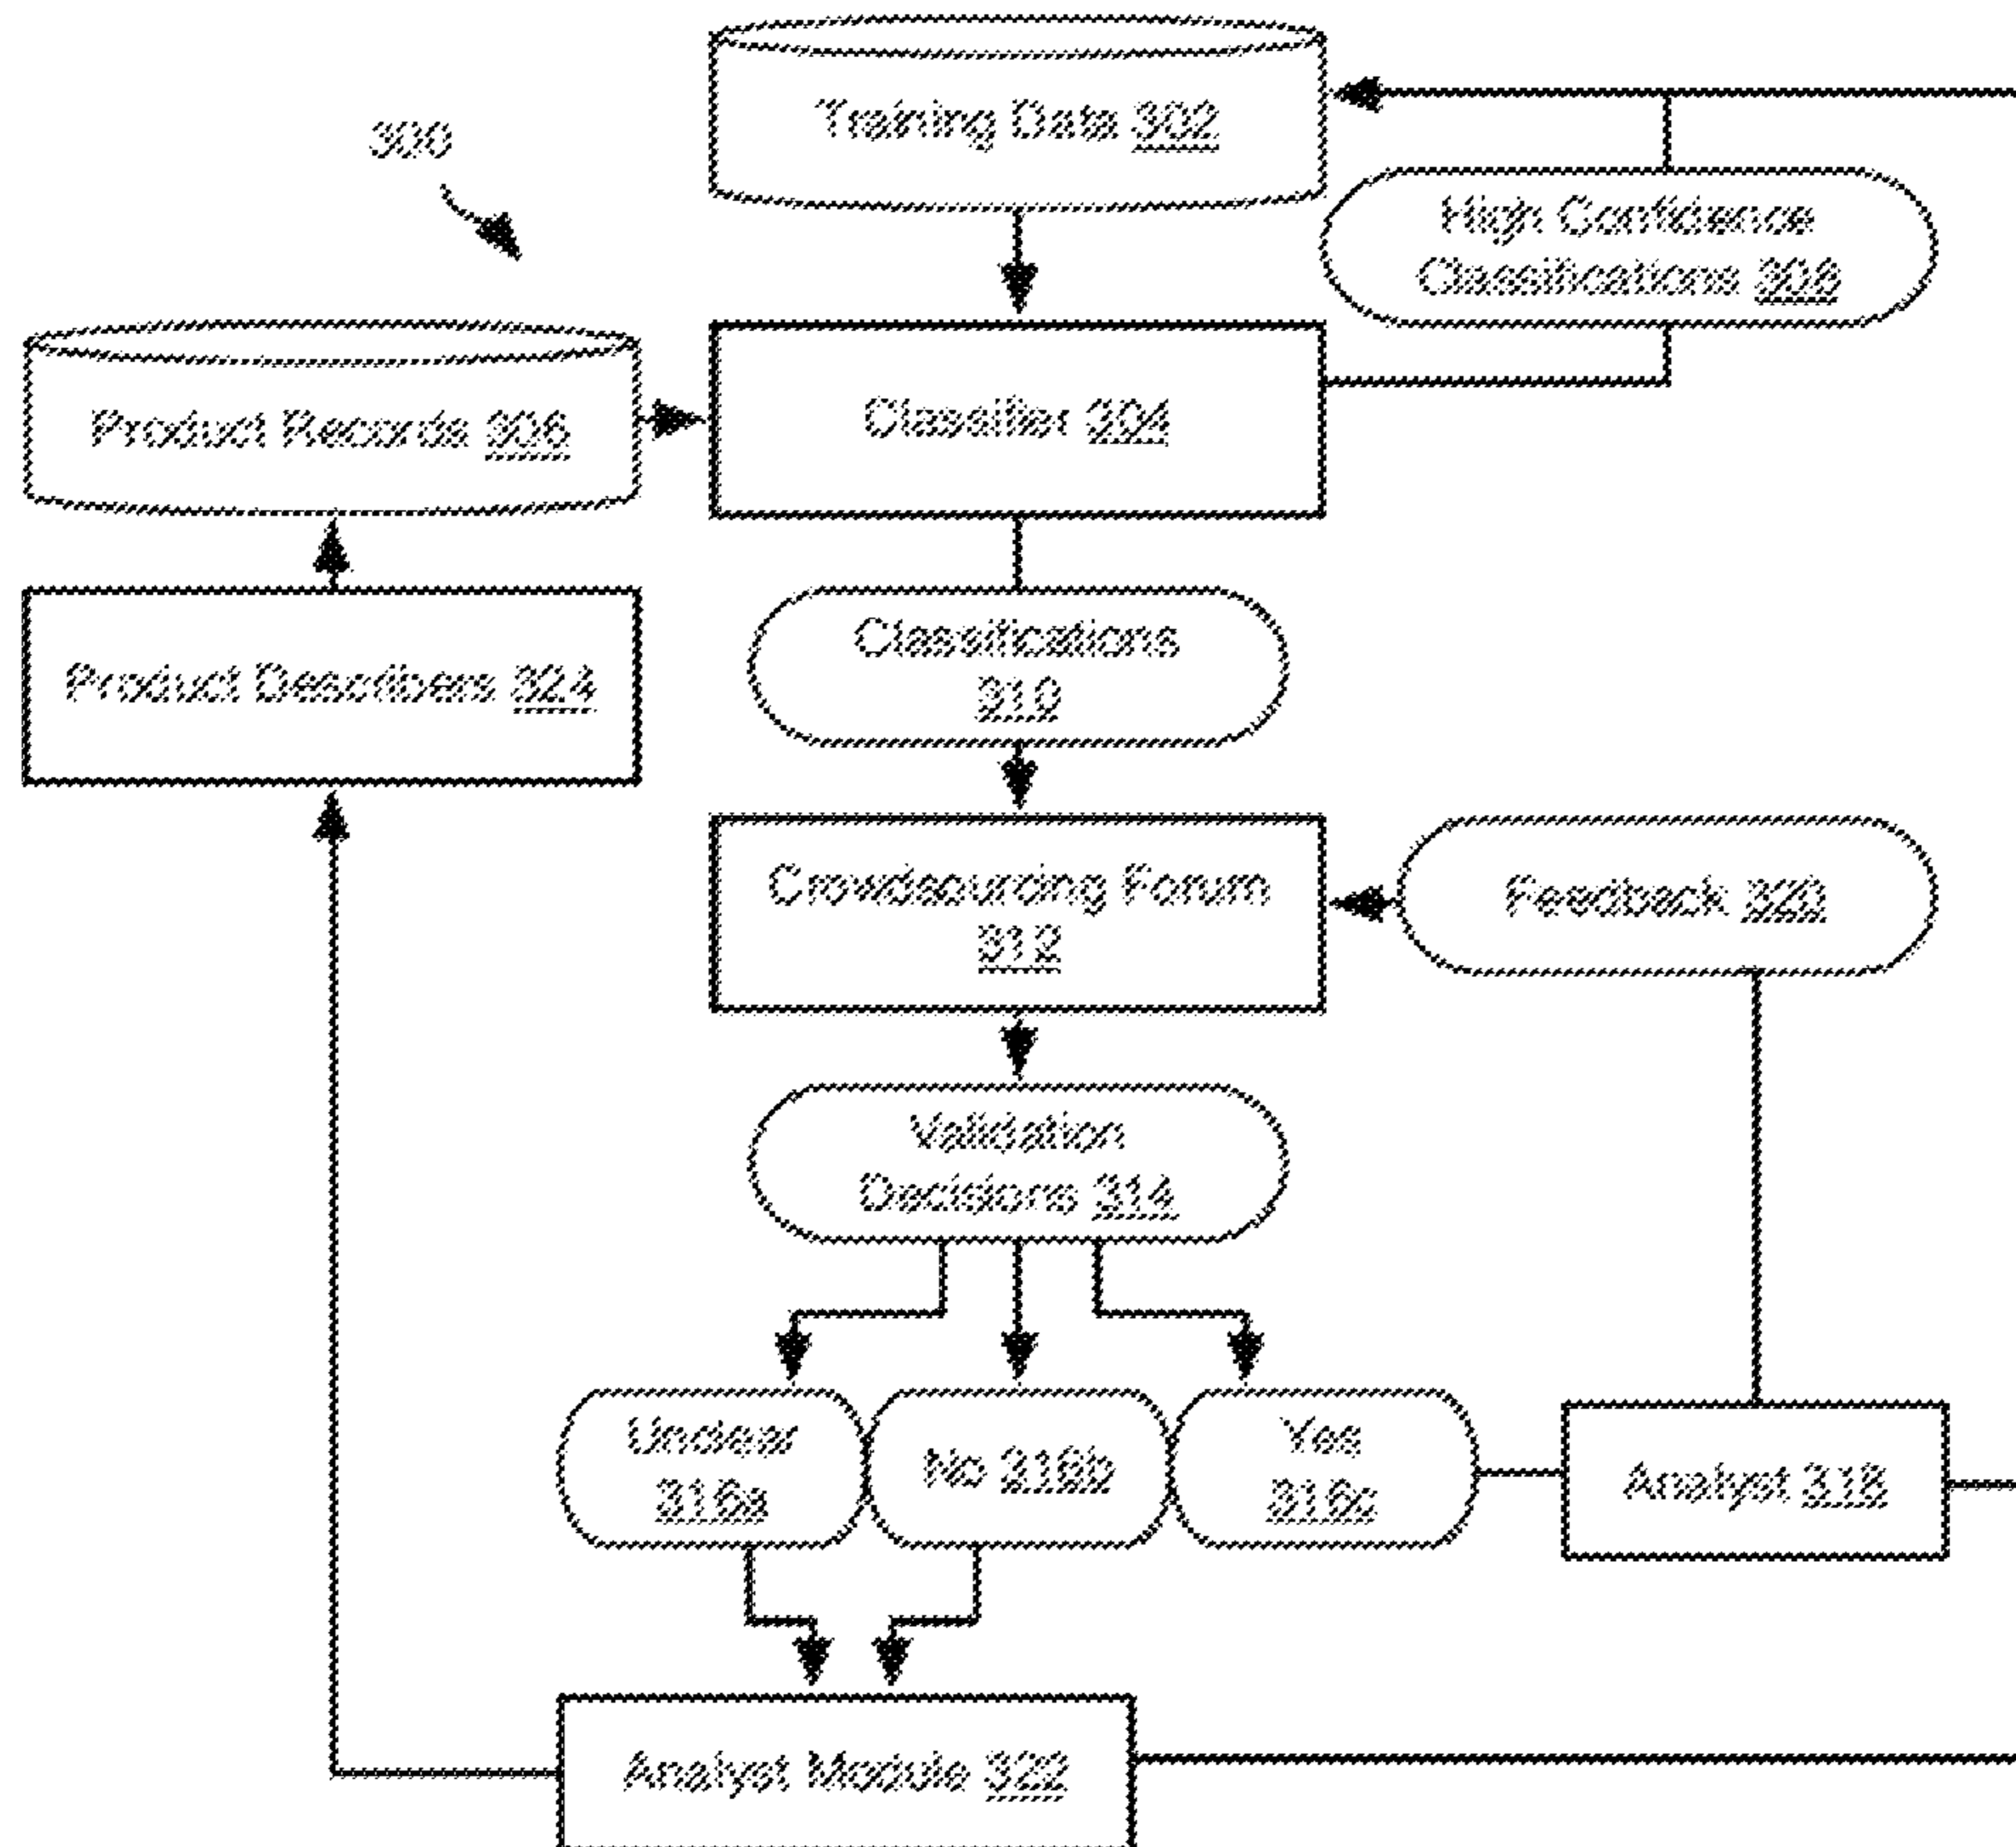 300
Training Data 302
High Confidence
Classifications 308
Product Records 306
Classifier 304
Classifications
310
Product Describers 324
Crowdsourcing Forum
312
Feedback 320
Validation
Decisions 314
Unclear
316a
No 316b
Yes
316c
Analyst 318
Analyst Module 322